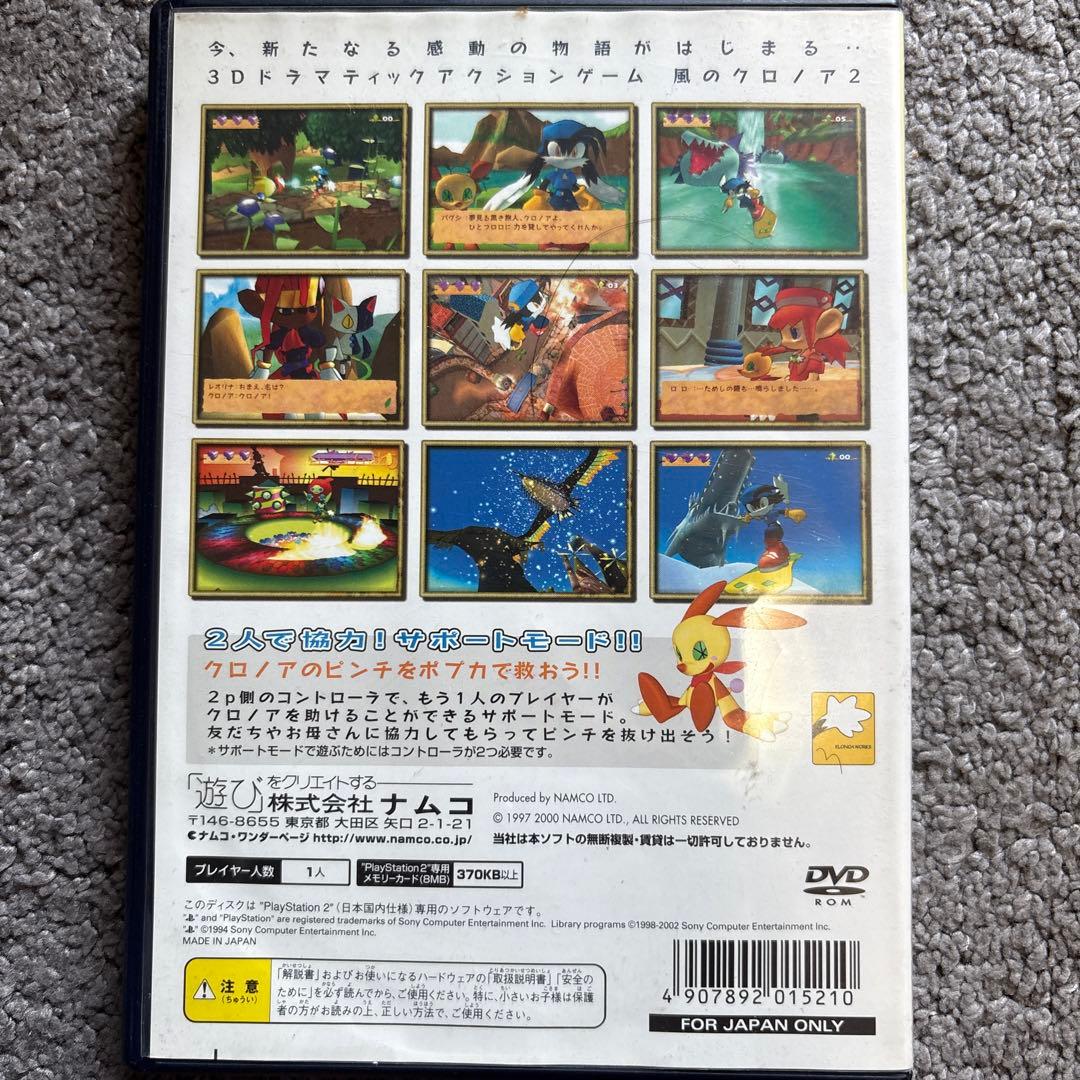 今、新たなる感動の物語がはじまる‥
3Dドラマティックアクションゲーム 風のクロノア2
00
05
バグジ:夢見る黒き旅人、クロノアよ。
ひとつロロに 力を貸してやってくれんか。
レオリナ:おまえ、名は?
クロノア:クロノア!
03
ロロ:…ためしの鐘も…鳴らしました……。
00
2人で協力!サポートモード!!
クロノアのピンチをポプカで救おう!!
2p側のコントローラで、もう1人のプレイヤーが
クロノアを助けることができるサポートモード。
友だちやお母さんに協力してもらってピンチを抜け出そう!
*サポートモードで遊ぶためにはコントローラが2つ必要です。
KLONOA WORKS
「遊び」をクリエイトする
株式会社 ナムコ
〒146-8655 東京都 大田区 矢口 2-1-21
ナムコ・ワンダーページ http://www.namco.co.jp/
Produced by NAMCO LTD.
© 1997 2000 NAMCO LTD., ALL RIGHTS RESERVED
当社は本ソフトの無断複製・賃貸は一切許可しておりません。
プレイヤー人数 1人
"PlayStation 2"専用 メモリーカード(8MB) 370KB以上
DVD
ROM
このディスクは "PlayStation 2" (日本国内仕様) 専用のソフトウェアです。
" " and "PlayStation" are registered trademarks of Sony Computer Entertainment Inc. Library programs ©1998-2002 Sony Computer Entertainment Inc.
" " ©1994 Sony Computer Entertainment Inc.
MADE IN JAPAN
注意
(ちゅうい)
「解説書」およびお使いになるハードウェアの「取扱説明書」「安全の
ために」を必ず読んでから、ご使用ください。特に、小さいお子様は保護
者の方がお読みの上、正しい方法で、ご使用ください。
4 907892 015210
FOR JAPAN ONLY